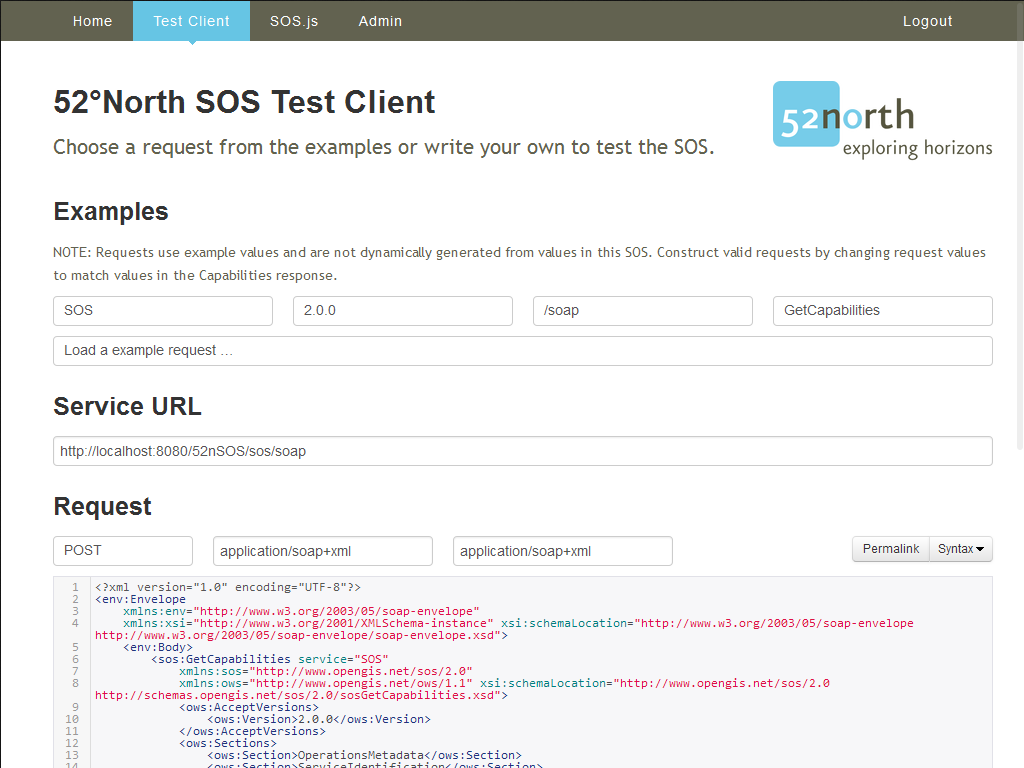 Home Test Client SOS.js Admin Logout
52°North SOS Test Client
Choose a request from the examples or write your own to test the SOS.
52north
exploring horizons
Examples
NOTE: Requests use example values and are not dynamically generated from values in this SOS. Construct valid requests by changing request values
to match values in the Capabilities response.
SOS 2.0.0 /soap GetCapabilities
Load a example request …
Service URL
http://localhost:8080/52nSOS/sos/soap
Request
POST application/soap+xml application/soap+xml Permalink Syntax
1 <?xml version="1.0" encoding="UTF-8"?>
2 <env:Envelope
3 xmlns:env="http://www.w3.org/2003/05/soap-envelope"
4 xmlns:xsi="http://www.w3.org/2001/XMLSchema-instance" xsi:schemaLocation="http://www.w3.org/2003/05/soap-envelope
http://www.w3.org/2003/05/soap-envelope/soap-envelope.xsd">
5 <env:Body>
6 <sos:GetCapabilities service="SOS"
7 xmlns:sos="http://www.opengis.net/sos/2.0"
8 xmlns:ows="http://www.opengis.net/ows/1.1" xsi:schemaLocation="http://www.opengis.net/sos/2.0
http://schemas.opengis.net/sos/2.0/sosGetCapabilities.xsd">
9 <ows:AcceptVersions>
10 <ows:Version>2.0.0</ows:Version>
11 </ows:AcceptVersions>
12 <ows:Sections>
13 <ows:Section>OperationsMetadata</ows:Section>
14 <ows:Section>ServiceIdentification</ows:Section>